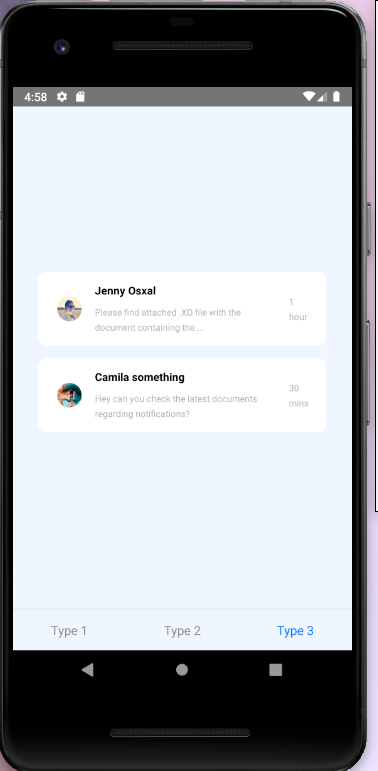 4:58
Jenny Osxal
Please find attached .XD file with the
document containing the ...
1
hour
Camila something
Hey can you check the latest documents
regarding notifications?
30
mins
Type 1
Type 2
Type 3